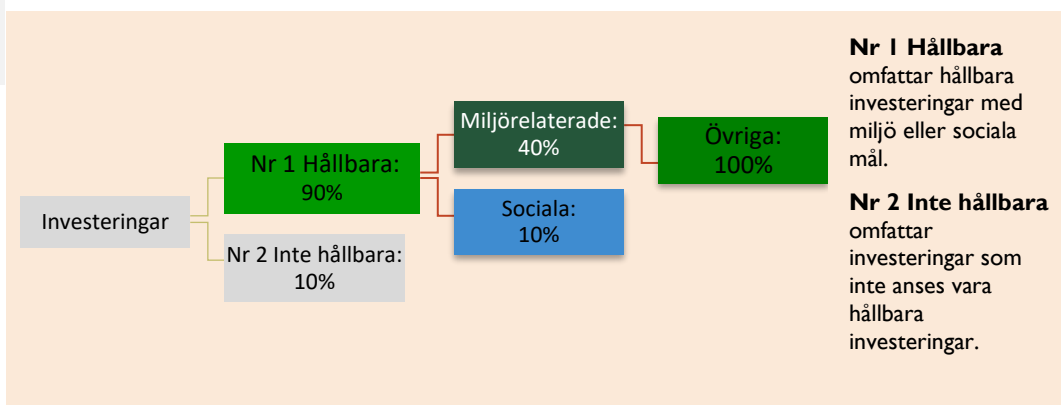 Investeringar
Nr 1 Hållbara:
90%
Nr 2 Inte hållbara:
10%
Miljörelaterade:
40%
Sociala:
10%
Övriga:
100%
Nr 1 Hållbara
omfattar hållbara
investeringar med
miljö eller sociala
mål.
Nr 2 Inte hållbara
omfattar
investeringar som
inte anses vara
hållbara
investeringar.